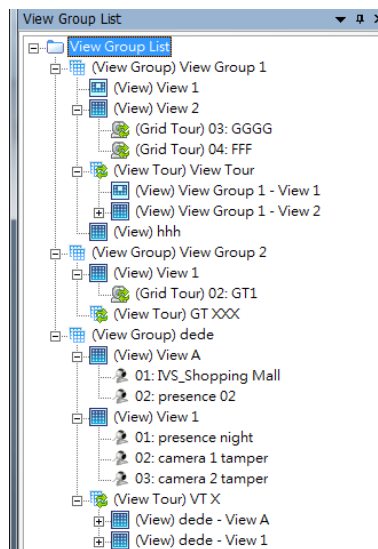 View Group List
View Group List
(View Group) View Group 1
(View) View 1
(View) View 2
(Grid Tour) 03: GGGG
(Grid Tour) 04: FFF
(View Tour) View Tour
(View) View Group 1 - View 1
(View) View Group 1 - View 2
(View) hhh
(View Group) View Group 2
(View) View 1
(Grid Tour) 02: GT1
(View Tour) GT XXX
(View Group) dede
(View) View A
01: IVS_Shopping Mall
02: presence 02
(View) View 1
01: presence night
02: camera 1 tamper
03: camera 2 tamper
(View Tour) VT X
(View) dede - View A
(View) dede - View 1